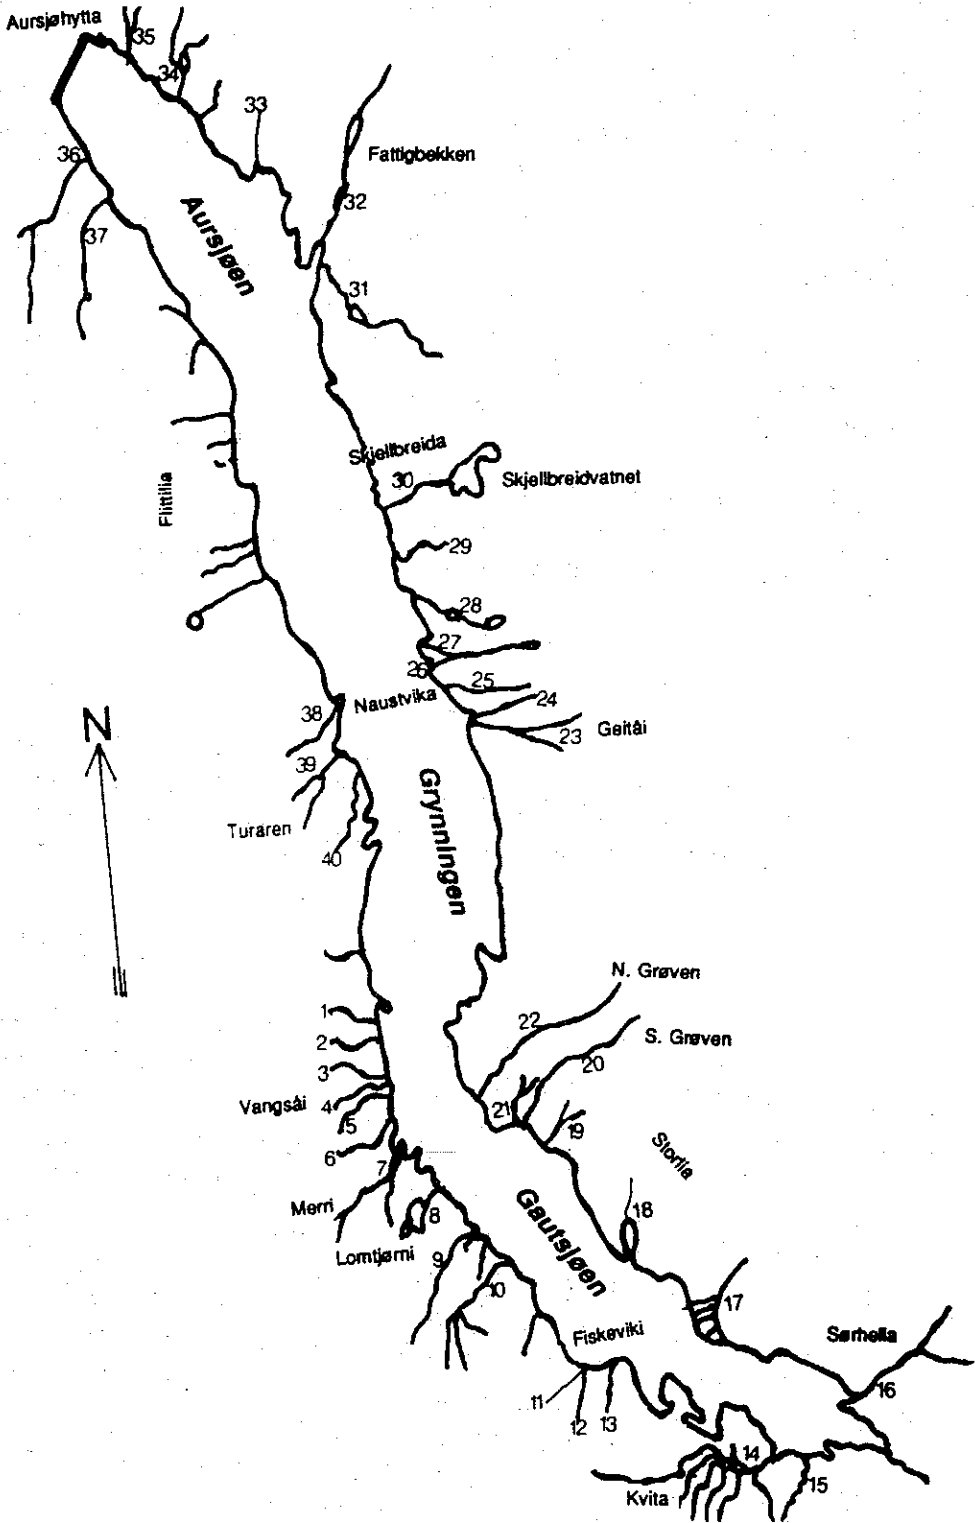 Aursjøhytta
35
34
33
36
Fattigbekken
32
Aursjøen
37
31
Skjellbreida
30
Skjellbreidvatnet
Flittilia
29
28
27
26
25
Naustvika
24
38
23
Geitåi
N
39
Grynningen
Turaren
40
N. Grøven
1
22
S. Grøven
2
20
3
Vangsåi
4
21
5
19
6
Stortlia
7
Merri
8
Gautsjøen
18
Lomtjørni
9
10
17
Fiskeviki
Sørhella
16
11
12
13
14
15
Kvita